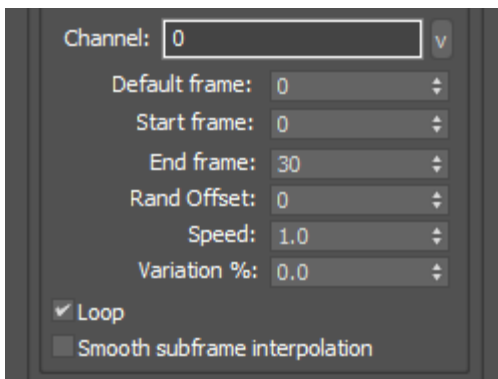 Channel: 0 v
Default frame: 0
Start frame: 0
End frame: 30
Rand Offset: 0
Speed: 1.0
Variation %: 0.0
Loop
Smooth subframe interpolation